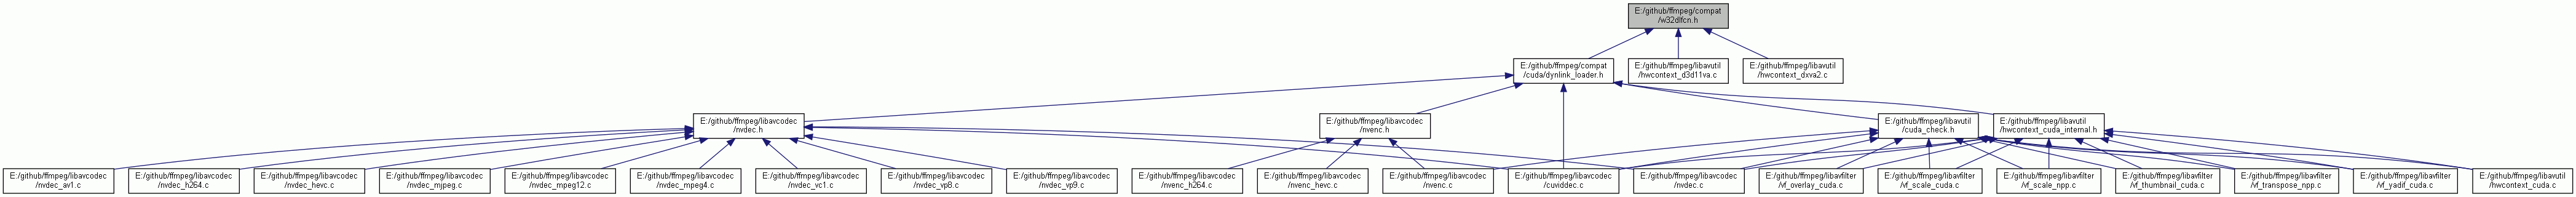 E:/github/ffmpeg/compat
/w32dlfcn.h
E:/github/ffmpeg/compat
/cuda/dynlink_loader.h
E:/github/ffmpeg/libavutil
/hwcontext_d3d11va.c
E:/github/ffmpeg/libavutil
/hwcontext_dxva2.c
E:/github/ffmpeg/libavcodec
/nvdec.h
E:/github/ffmpeg/libavcodec
/nvenc.h
E:/github/ffmpeg/libavutil
/cuda_check.h
E:/github/ffmpeg/libavutil
/hwcontext_cuda_internal.h
E:/github/ffmpeg/libavcodec
/nvdec_av1.c
E:/github/ffmpeg/libavcodec
/nvdec_h264.c
E:/github/ffmpeg/libavcodec
/nvdec_hevc.c
E:/github/ffmpeg/libavcodec
/nvdec_mjpeg.c
E:/github/ffmpeg/libavcodec
/nvdec_mpeg12.c
E:/github/ffmpeg/libavcodec
/nvdec_mpeg4.c
E:/github/ffmpeg/libavcodec
/nvdec_vc1.c
E:/github/ffmpeg/libavcodec
/nvdec_vp8.c
E:/github/ffmpeg/libavcodec
/nvdec_vp9.c
E:/github/ffmpeg/libavcodec
/nvenc_h264.c
E:/github/ffmpeg/libavcodec
/nvenc_hevc.c
E:/github/ffmpeg/libavcodec
/nvenc.c
E:/github/ffmpeg/libavcodec
/cuviddec.c
E:/github/ffmpeg/libavcodec
/nvdec.c
E:/github/ffmpeg/libavfilter
/vf_overlay_cuda.c
E:/github/ffmpeg/libavfilter
/vf_scale_cuda.c
E:/github/ffmpeg/libavfilter
/vf_scale_npp.c
E:/github/ffmpeg/libavfilter
/vf_thumbnail_cuda.c
E:/github/ffmpeg/libavfilter
/vf_transpose_npp.c
E:/github/ffmpeg/libavfilter
/vf_yadif_cuda.c
E:/github/ffmpeg/libavutil
/hwcontext_cuda.c